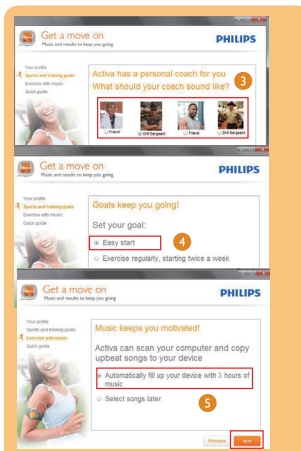 Get a move on
Music and results to keep you going
PHILIPS
Your profile
Sports and training goals
Exercise with music
Quick guide
Activa has a personal coach for you
What should your coach sound like?
3
Friend
Drill Sergeant
Friend
Drill Sergeant
Get a move on
Music and results to keep you going
PHILIPS
Your profile
Sports and training goals
Exercise with music
Quick guide
Goals keep you going!
Set your goal:
Easy start
4
Exercise regularly, starting twice a week
Get a move on
Music and results to keep you going
PHILIPS
Your profile
Sports and training goals
Exercise with music
Quick guide
Music keeps you motivated!
Activa can scan your computer and copy
upbeat songs to your device
Automatically fill up your device with 3 hours of
music
5
Select songs later
Previous
Next